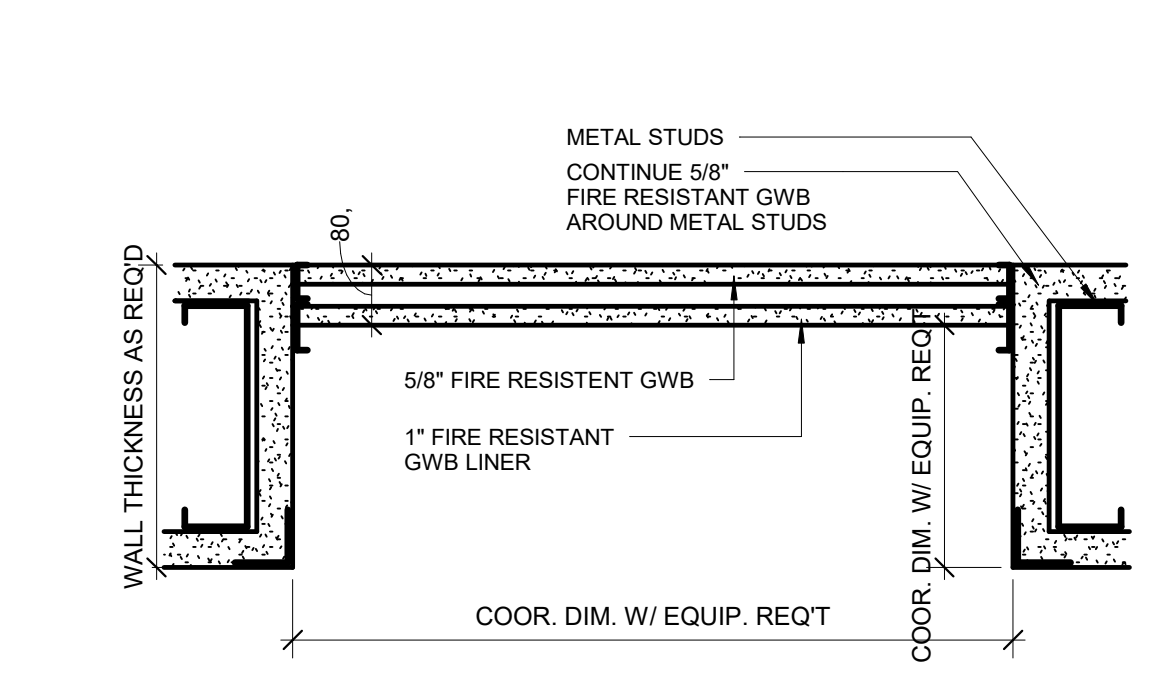 METAL STUDS
CONTINUE 5/8"
FIRE RESISTANT GWB
AROUND METAL STUDS
80,
WALL THICKNESS AS REQ'D
5/8" FIRE RESISTENT GWB
1" FIRE RESISTANT
GWB LINER
COOR. DIM. W/ EQUIP. REQ'T
COOR. DIM. W/ EQUIP. REQ'T